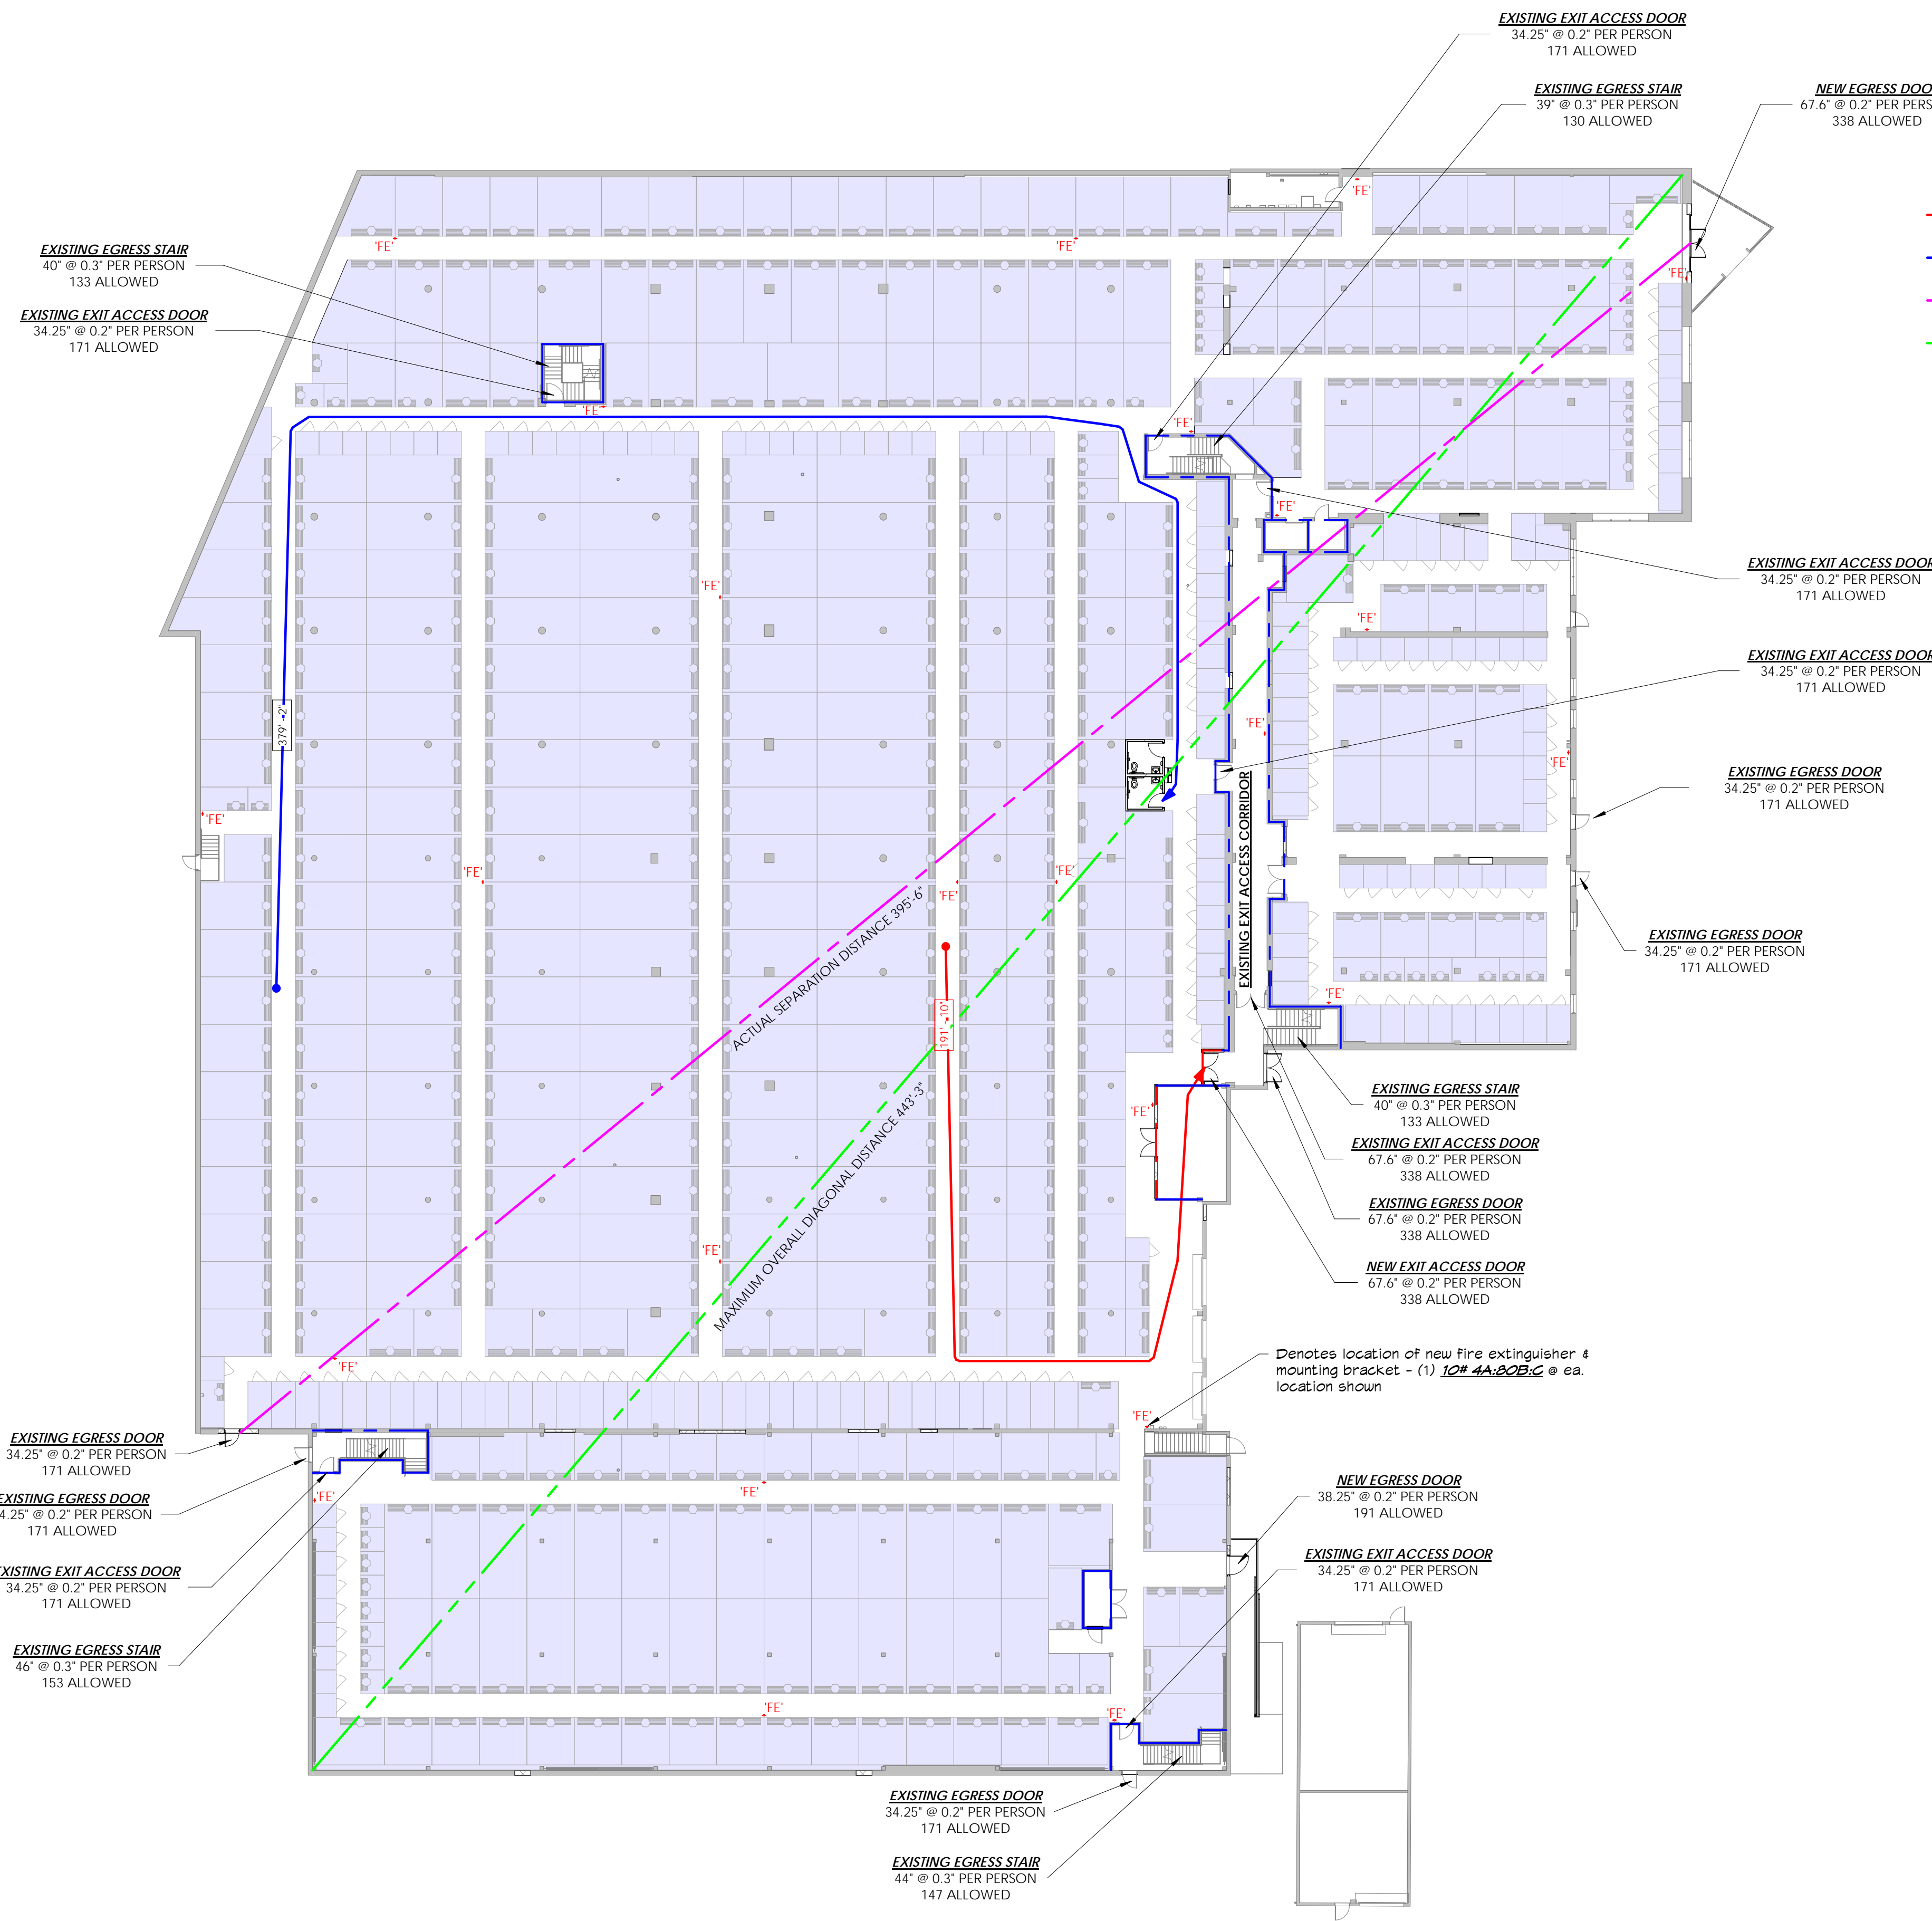 EXISTING EXIT ACCESS DOOR
34.25" @ 0.2" PER PERSON
171 ALLOWED
EXISTING EGRESS STAIR
39" @ 0.3" PER PERSON
130 ALLOWED
NEW EGRESS DOO
67.6" @ 0.2" PER PERS
338 ALLOWED
'FE'
'FE'
'FE'
'FE'
EXISTING EGRESS STAIR
40" @ 0.3" PER PERSON
133 ALLOWED
EXISTING EXIT ACCESS DOOR
34.25" @ 0.2" PER PERSON
171 ALLOWED
'FE'
'FE'
'FE'
EXISTING EXIT ACCESS DOOR
34.25" @ 0.2" PER PERSON
171 ALLOWED
'FE'
'FE'
EXISTING EXIT ACCESS DOOR
34.25" @ 0.2" PER PERSON
171 ALLOWED
379' - 2"
'FE'
'FE'
EXISTING EGRESS DOOR
34.25" @ 0.2" PER PERSON
171 ALLOWED
'FE'
EXISTING EXIT ACCESS CORRIDOR
'FE'
'FE'
'FE'
ACTUAL SEPARATION DISTANCE 395'-6"
EXISTING EGRESS DOOR
34.25" @ 0.2" PER PERSON
171 ALLOWED
191' - 10"
'FE'
MAXIMUM OVERALL DIAGONAL DISTANCE 443'-3"
'FE'
EXISTING EGRESS STAIR
40" @ 0.3" PER PERSON
133 ALLOWED
EXISTING EXIT ACCESS DOOR
67.6" @ 0.2" PER PERSON
338 ALLOWED
EXISTING EGRESS DOOR
67.6" @ 0.2" PER PERSON
338 ALLOWED
'FE'
NEW EXIT ACCESS DOOR
67.6" @ 0.2" PER PERSON
338 ALLOWED
'FE'
Denotes location of new fire extinguisher &
mounting bracket - (1) 10# 4A:80B:C @ ea.
location shown
'FE'
EXISTING EGRESS DOOR
34.25" @ 0.2" PER PERSON
171 ALLOWED
EXISTING EGRESS DOOR
4.25" @ 0.2" PER PERSON
171 ALLOWED
'FE'
'FE'
NEW EGRESS DOOR
38.25" @ 0.2" PER PERSON
191 ALLOWED
EXISTING EXIT ACCESS DOOR
34.25" @ 0.2" PER PERSON
171 ALLOWED
EXISTING EXIT ACCESS DOOR
34.25" @ 0.2" PER PERSON
171 ALLOWED
EXISTING EGRESS STAIR
46" @ 0.3" PER PERSON
153 ALLOWED
'FE'
'FE'
EXISTING EGRESS DOOR
34.25" @ 0.2" PER PERSON
171 ALLOWED
EXISTING EGRESS STAIR
44" @ 0.3" PER PERSON
147 ALLOWED